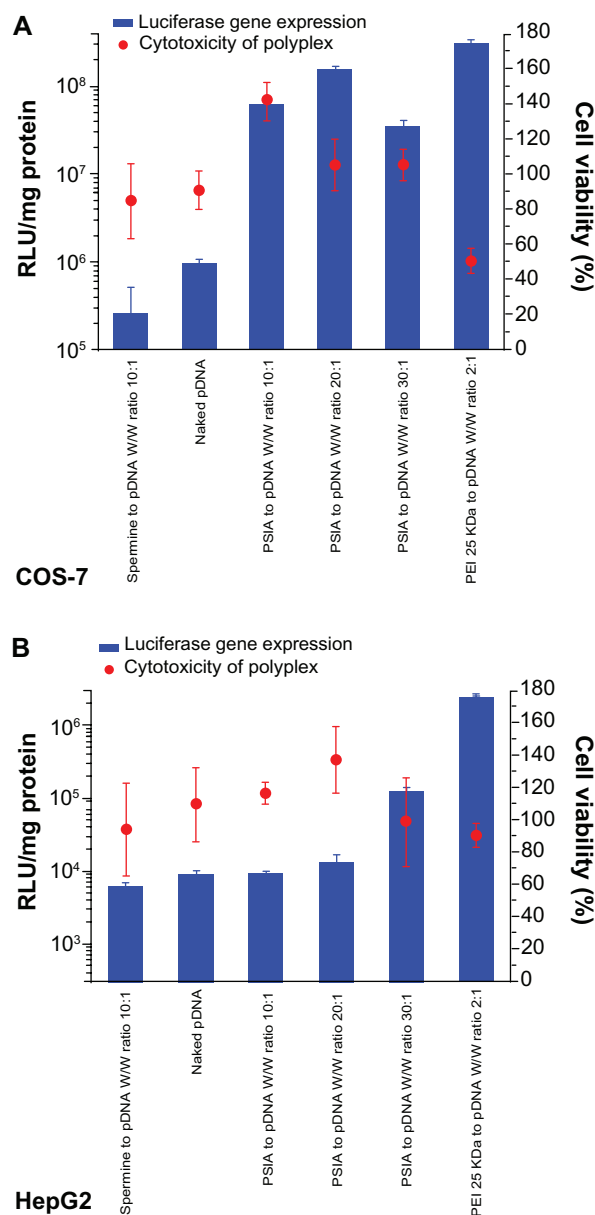 A
Luciferase gene expression
Cytotoxicity of polyplex
RLU/mg protein
10^8
10^7
10^6
10^5
180
160
140
120
100
80
60
40
20
0
Cell viability (%)
Spermine to pDNA W/W ratio 10:1
Naked pDNA
PSIA to pDNA W/W ratio 10:1
PSIA to pDNA W/W ratio 20:1
PSIA to pDNA W/W ratio 30:1
PEI 25 KDa to pDNA W/W ratio 2:1
COS-7
B
Luciferase gene expression
Cytotoxicity of polyplex
RLU/mg protein
10^6
10^5
10^4
10^3
180
160
140
120
100
80
60
40
20
0
Cell viability (%)
Spermine to pDNA W/W ratio 10:1
Naked pDNA
PSIA to pDNA W/W ratio 10:1
PSIA to pDNA W/W ratio 20:1
PSIA to pDNA W/W ratio 30:1
PEI 25 KDa to pDNA W/W ratio 2:1
HepG2